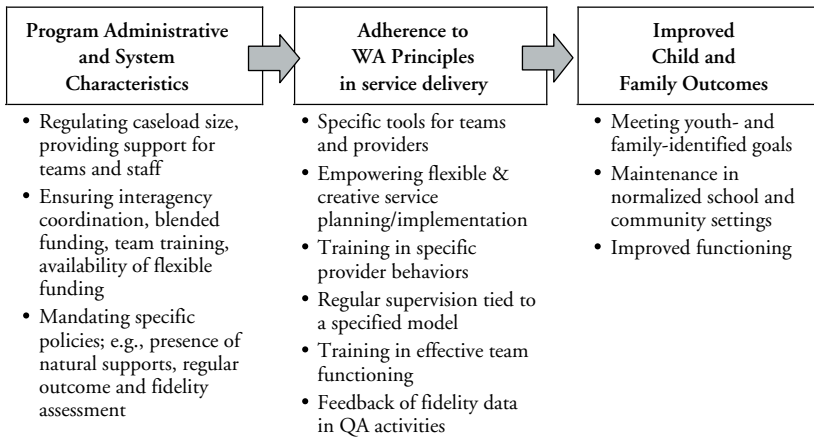 Program Administrative
and System
Characteristics
• Regulating caseload size,
providing support for
teams and staff
• Ensuring interagency
coordination, blended
funding, team training,
availability of flexible
funding
• Mandating specific
policies; e.g., presence of
natural supports, regular
outcome and fidelity
assessment
Adherence to
WA Principles
in service delivery
• Specific tools for teams
and providers
• Empowering flexible &
creative service
planning/implementation
• Training in specific
provider behaviors
• Regular supervision tied to
a specified model
• Training in effective team
functioning
• Feedback of fidelity data
in QA activities
Improved
Child and
Family Outcomes
• Meeting youth- and
family-identified goals
• Maintenance in
normalized school and
community settings
• Improved functioning